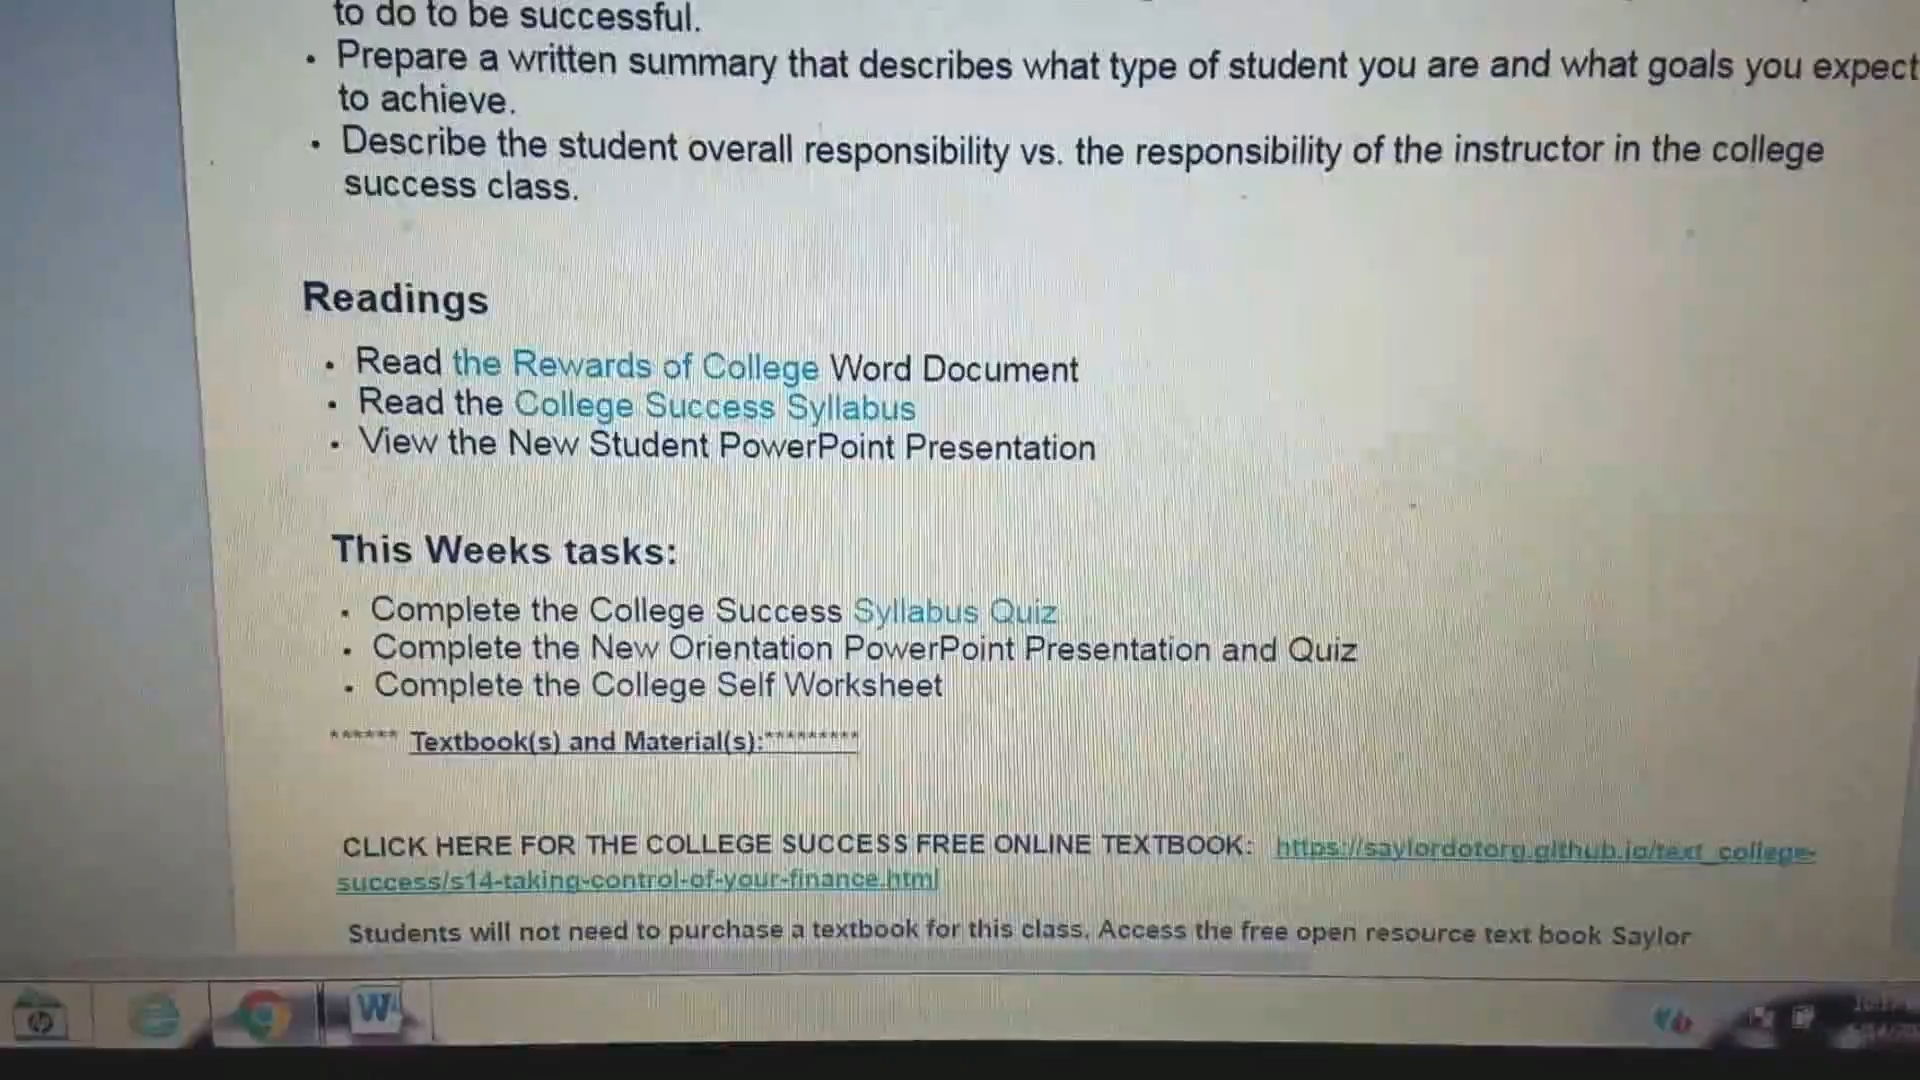 to do to be successful.
• Prepare a written summary that describes what type of student you are and what goals you expect
to achieve.
• Describe the student overall responsibility vs. the responsibility of the instructor in the college
success class.
Readings
• Read the Rewards of College Word Document
• Read the College Success Syllabus
• View the New Student PowerPoint Presentation
This Weeks tasks:
• Complete the College Success Syllabus Quiz
• Complete the New Orientation PowerPoint Presentation and Quiz
• Complete the College Self Worksheet
****** Textbook(s) and Material(s):*********
CLICK HERE FOR THE COLLEGE SUCCESS FREE ONLINE TEXTBOOK: https://saylordotorg.github.io/text_college-
success/s14-taking-control-of-your-finance.html
Students will not need to purchase a textbook for this class. Access the free open resource text book Saylor
hp
W